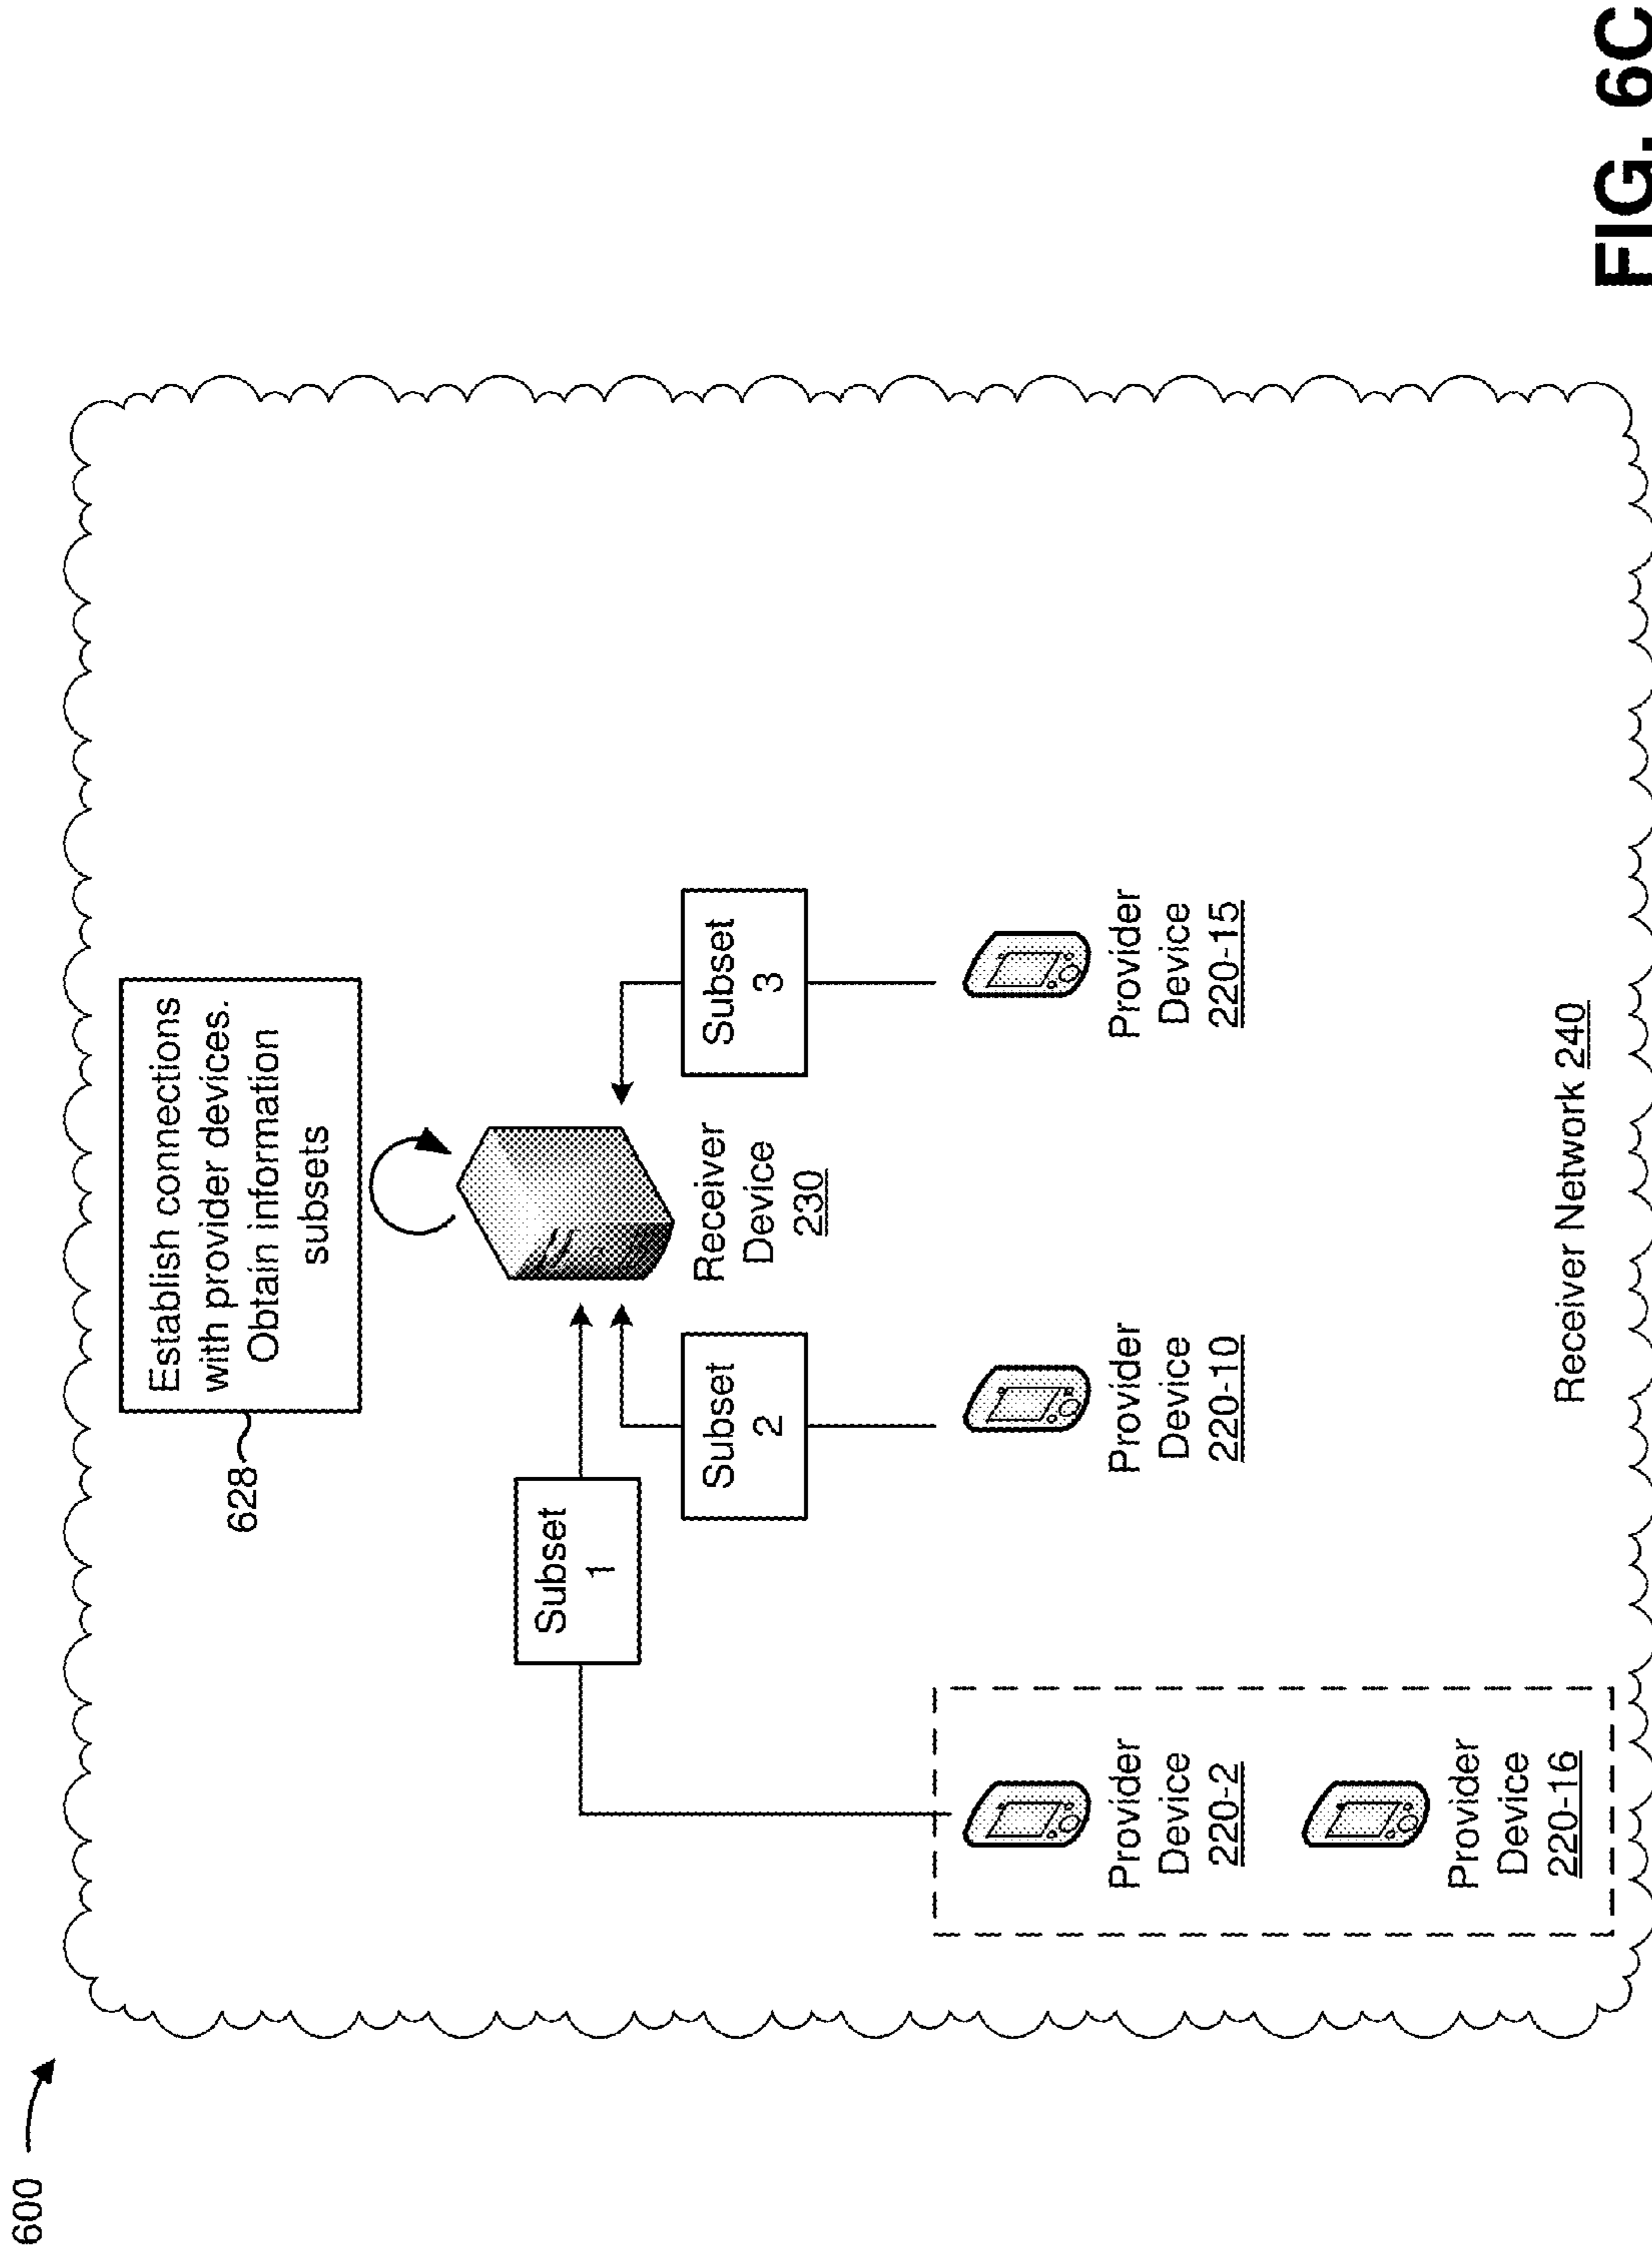 600
628
Establish connections
with provider devices.
Obtain information
subsets
Subset
1
Subset
2
Subset
3
Receiver
Device
230
Provider
Device
220-2
Provider
Device
220-10
Provider
Device
220-15
Provider
Device
220-16
Receiver Network 240
FIG. 6C